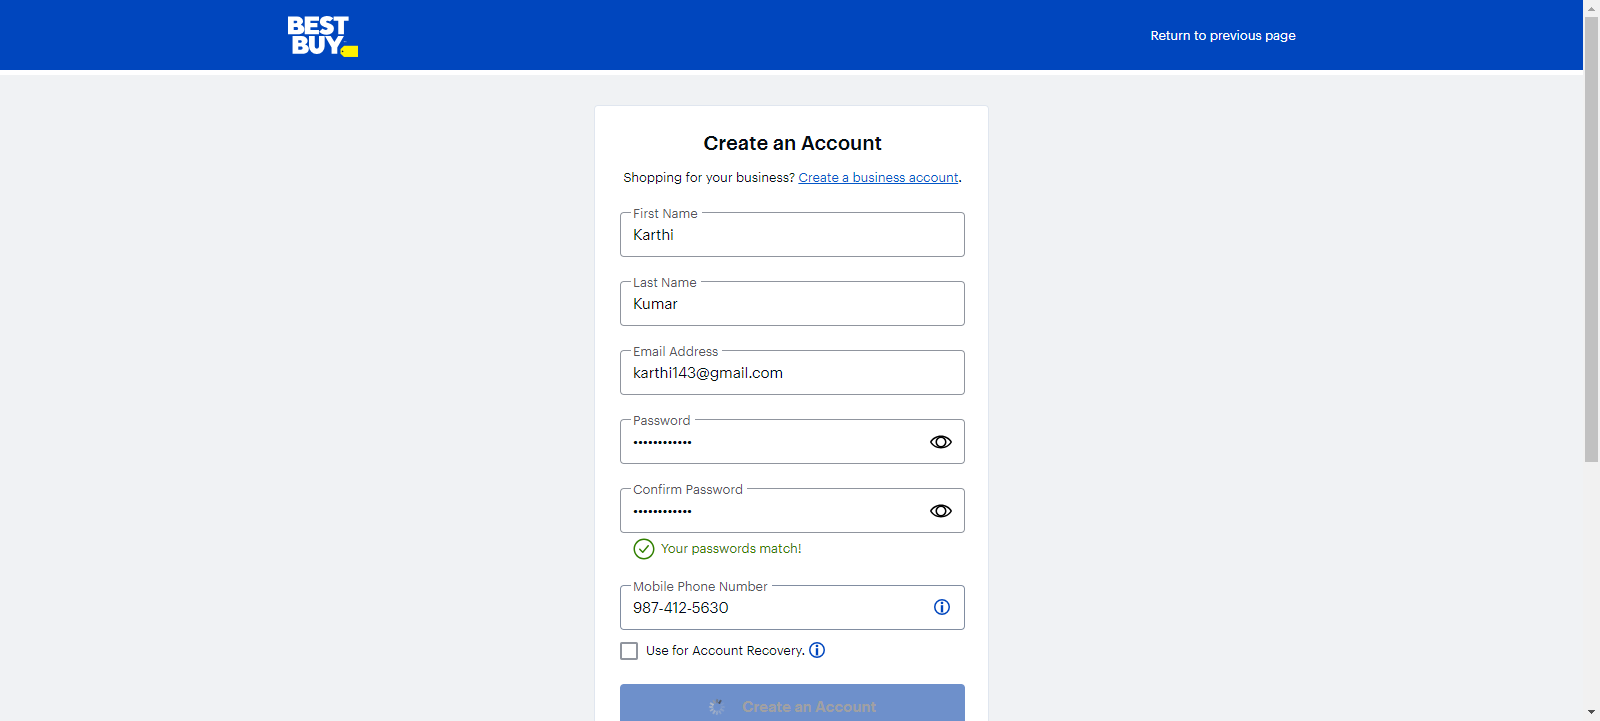 BEST
BUY
Return to previous page
Create an Account
Shopping for your business? Create a business account.
First Name
Karthi
Last Name
Kumar
Email Address
karthi143@gmail.com
Password
••••••••••••
Confirm Password
••••••••••••
Your passwords match!
Mobile Phone Number
987-412-5630
Use for Account Recovery.
Create an Account